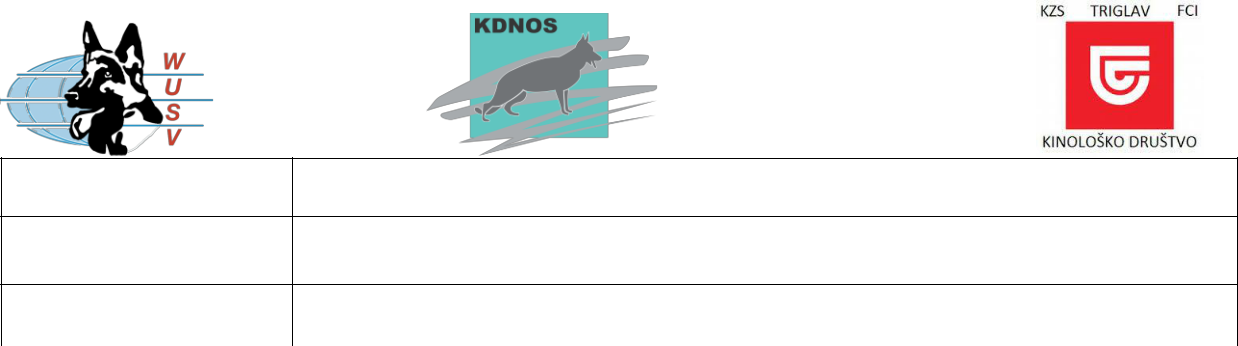 W
U
S
V
KDNOS
KZS TRIGLAV FCI
KINOLOŠKO DRUŠTVO